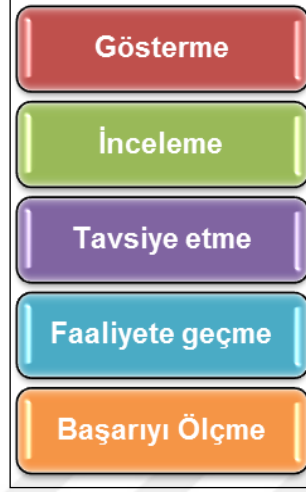 Gösterme
İnceleme
Tavsiye etme
Faaliyete geçme
Başarıyı Ölçme